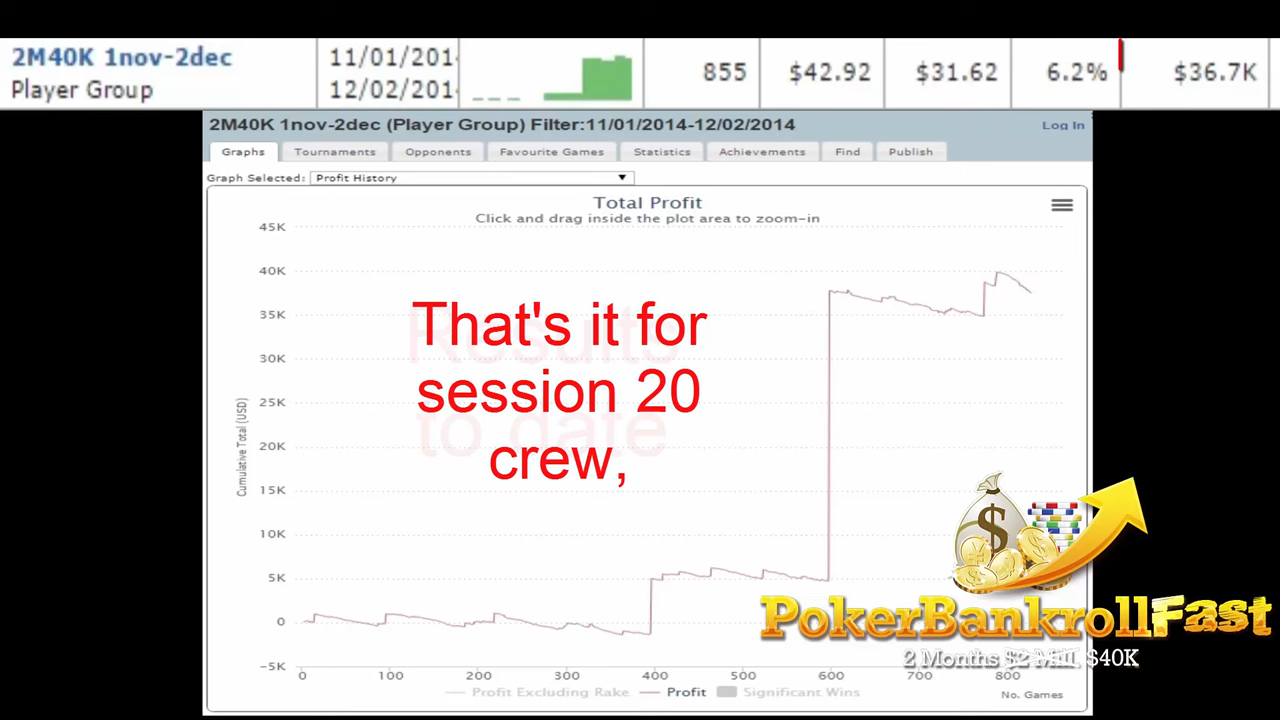 2M40K 1nov-2dec 11/01/201 855 $42.92 $31.62 6.2% $36.7K
Player Group 12/02/201
2M40K 1nov-2dec (Player Group) Filter:11/01/2014-12/02/2014 Log In
Graphs Tournaments Opponents Favourite Games Statistics Achievements Find Publish
Graph Selected: Profit History
Total Profit
Click and drag inside the plot area to zoom-in
45K
40K
35K
30K
25K
20K
15K
10K
5K
0
-5K
Cumulative Total (USD)
Results
to date
That's it for
session 20
crew,
0 100 200 300 400 500 600 700 800
Profit Excluding Rake Profit Significant Wins
No. Games
$
PokerBankrollFast
2 Months $2 Mill $40K